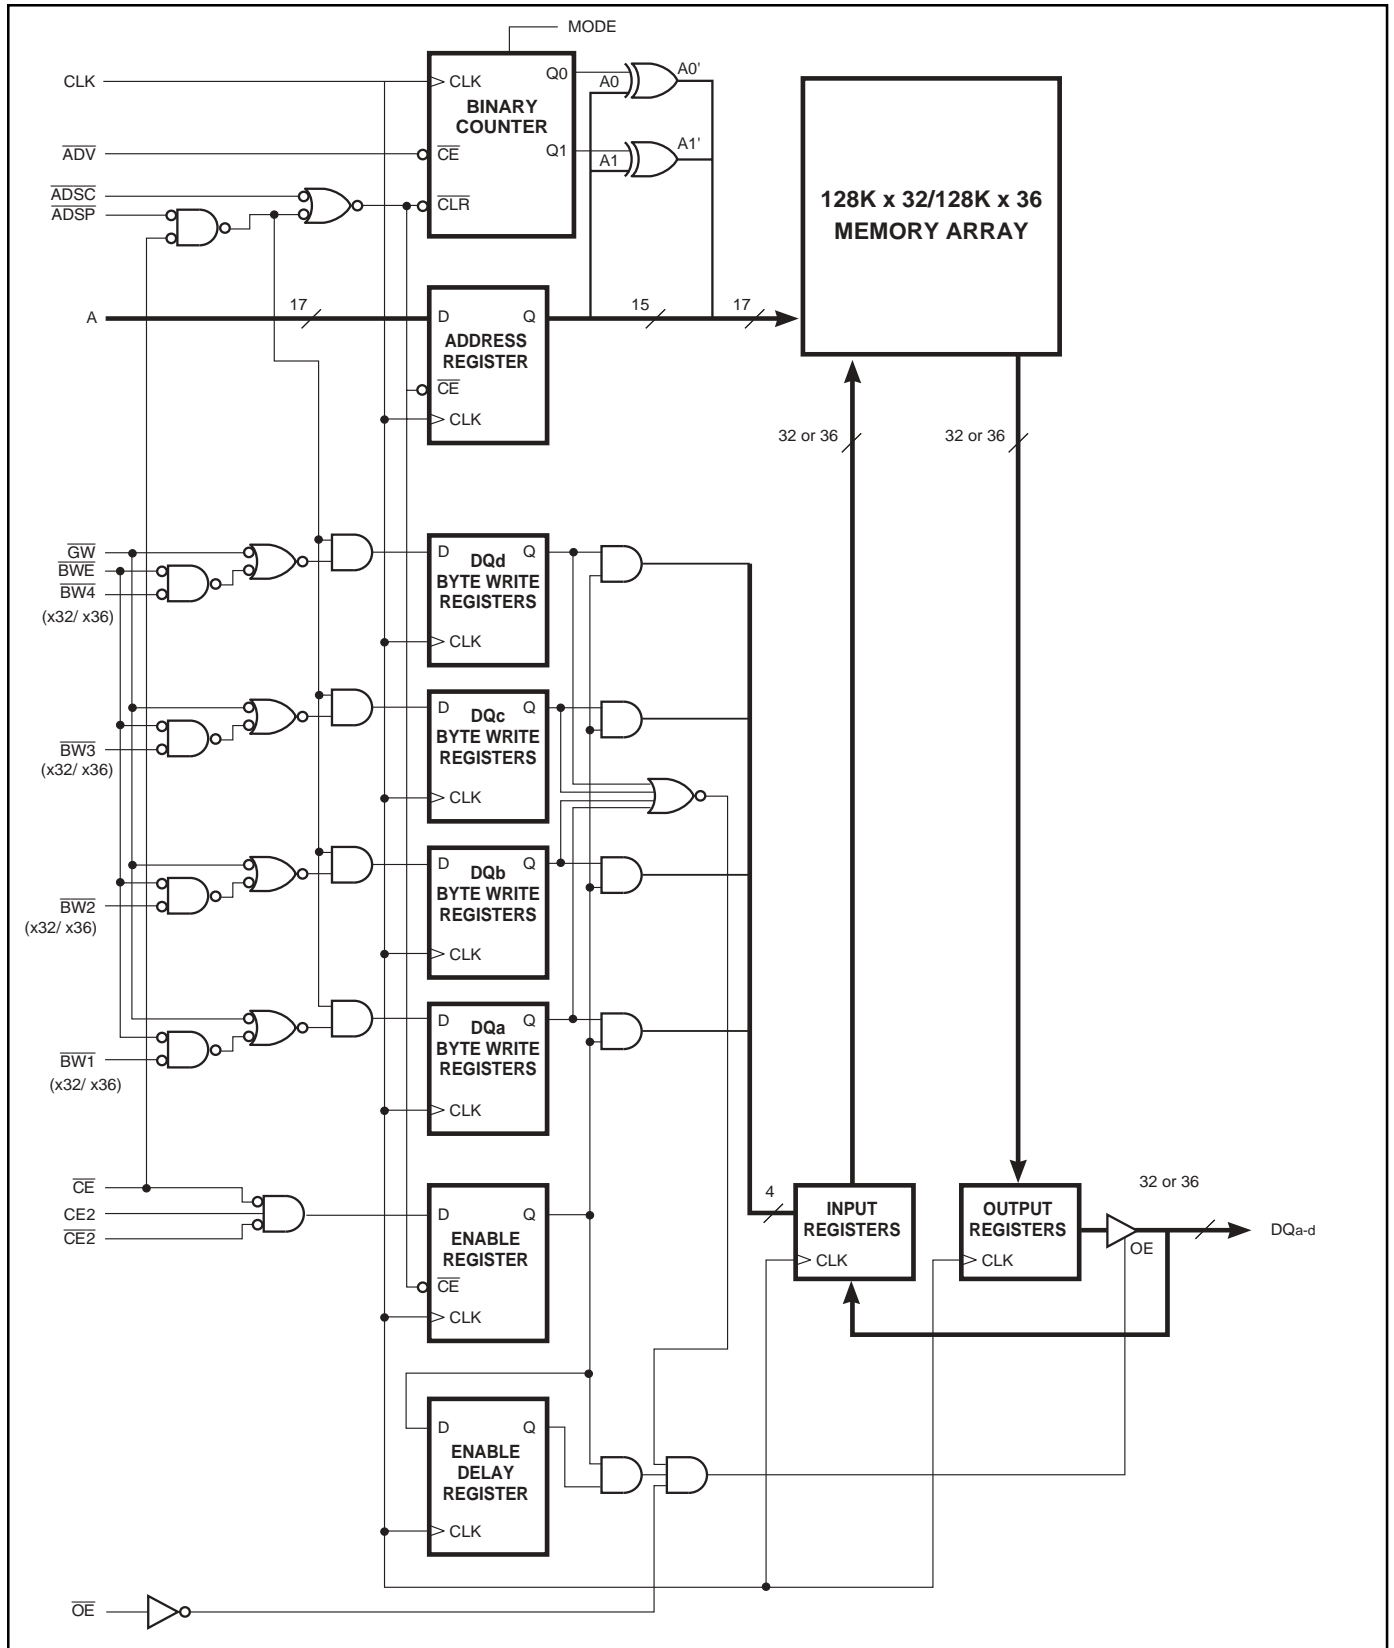 MODE
CLK
CLK
Q0
A0
A0'
BINARY
COUNTER
ADV
CE
Q1
A1
A1'
ADSC
ADSP
CLR
128K x 32/128K x 36
MEMORY ARRAY
A
17
D
Q
15
17
ADDRESS
REGISTER
CE
CLK
32 or 36
32 or 36
GW
BWE
BW4
(x32/ x36)
D
Q
DQd
BYTE WRITE
REGISTERS
CLK
BW3
(x32/ x36)
D
Q
DQc
BYTE WRITE
REGISTERS
CLK
BW2
(x32/ x36)
D
Q
DQb
BYTE WRITE
REGISTERS
CLK
BW1
(x32/ x36)
D
Q
DQa
BYTE WRITE
REGISTERS
CLK
CE
CE2
CE2
D
Q
ENABLE
REGISTER
CE
CLK
4
INPUT
REGISTERS
CLK
OUTPUT
REGISTERS
CLK
32 or 36
OE
DQa-d
D
Q
ENABLE
DELAY
REGISTER
CLK
OE